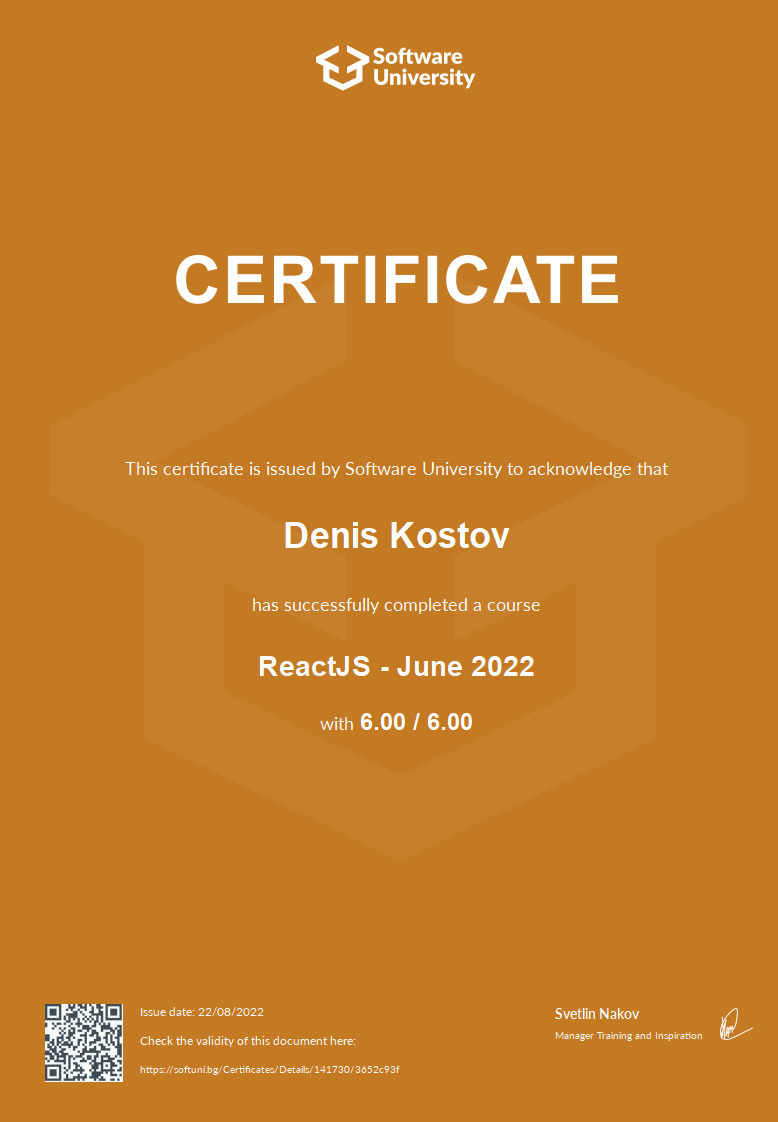 Software
University
CERTIFICATE
This certificate is issued by Software University to acknowledge that
Denis Kostov
has successfully completed a course
ReactJS - June 2022
with 6.00 / 6.00
Issue date: 22/08/2022
Check the validity of this document here:
https://softuni.bg/Certificates/Details/141730/3652c93f
Svetlin Nakov
Manager Training and Inspiration